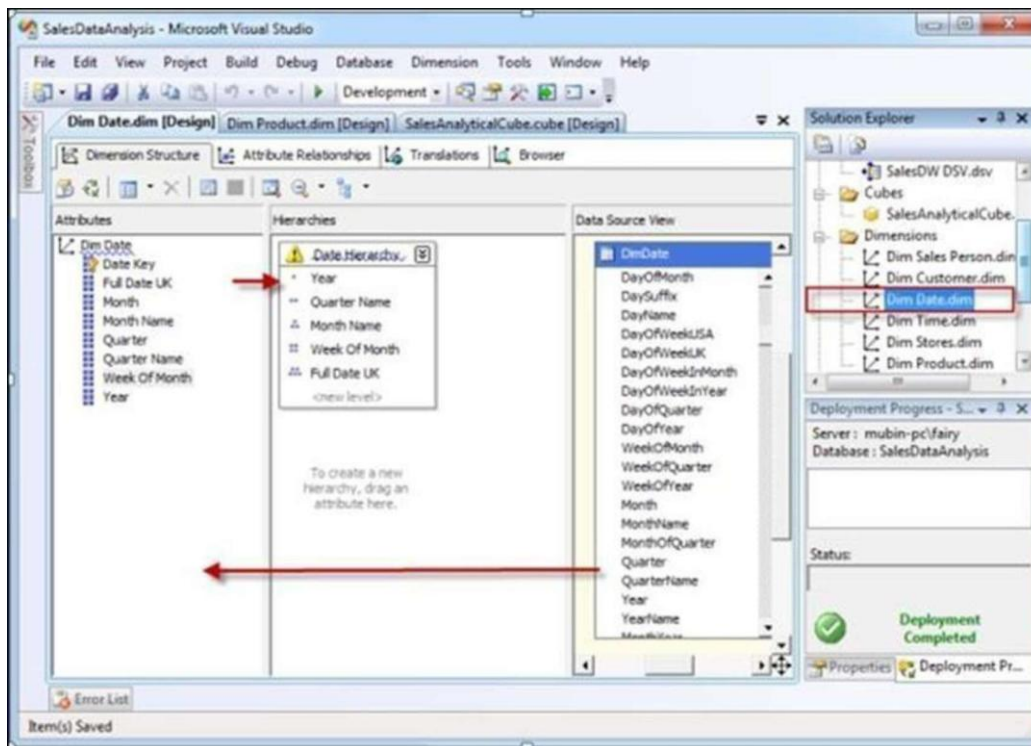 SalesDataAnalysis - Microsoft Visual Studio
File Edit View Project Build Debug Database Dimension Tools Window Help
Development
Toolbox
Dim Date.dim [Design] Dim Product.dim [Design] SalesAnalyticalCube.cube [Design]
Dimension Structure Attribute Relationships Translations Browser
Attributes
Dim Date
Date Key
Full Date UK
Month
Month Name
Quarter
Quarter Name
Week Of Month
Year
Hierarchies
Date Hierarchy
Year
Quarter Name
Month Name
Week Of Month
Full Date UK
<new level>
To create a new
hierarchy, drag an
attribute here.
Data Source View
DimDate
DayOfMonth
DaySuffix
DayName
DayOfWeekUSA
DayOfWeekUK
DayOfWeekInMonth
DayOfWeekInYear
DayOfQuarter
DayOfYear
WeekOfMonth
WeekOfQuarter
WeekOfYear
Month
MonthName
MonthOfQuarter
Quarter
QuarterName
Year
YearName
MonthYear
Solution Explorer
SalesDW DSV.dsv
Cubes
SalesAnalyticalCube.
Dimensions
Dim Sales Person.dim
Dim Customer.dim
Dim Date.dim
Dim Time.dim
Dim Stores.dim
Dim Product.dim
Deployment Progress - S...
Server : mubin-pc\fairy
Database : SalesDataAnalysis
Status:
Deployment
Completed
Properties Deployment Pr...
Error List
Item(s) Saved